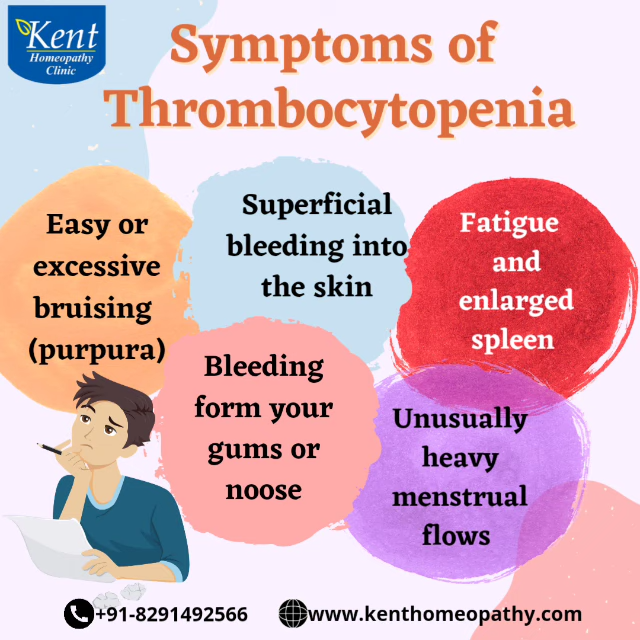 Kent
Homeopathy
Clinic
Symptoms of
Thrombocytopenia
Easy or
excessive
bruising
(purpura)
Superficial
bleeding into
the skin
Fatigue
and
enlarged
spleen
Bleeding
form your
gums or
noose
Unusually
heavy
menstrual
flows
+91-8291492566
www.kenthomeopathy.com